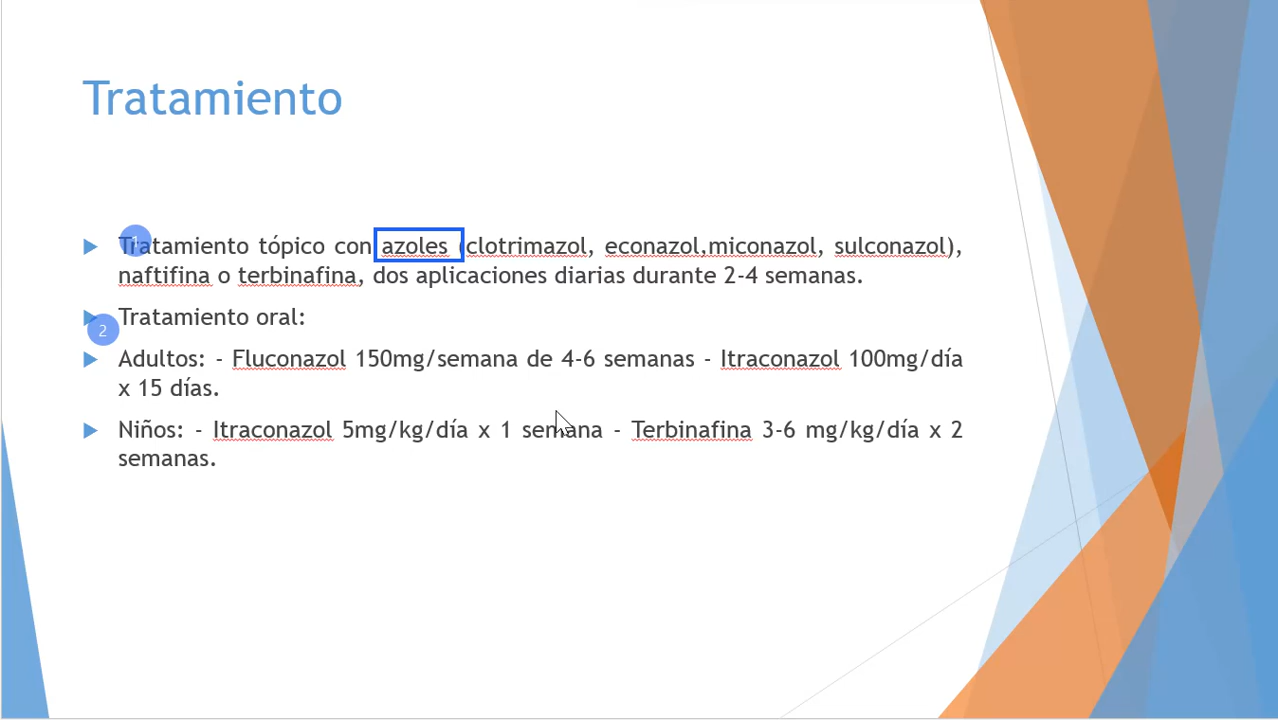 Tratamiento
1
Tratamiento tópico con azoles (clotrimazol, econazol,miconazol, sulconazol),
naftifina o terbinafina, dos aplicaciones diarias durante 2-4 semanas.
Tratamiento oral:
2
Adultos: - Fluconazol 150mg/semana de 4-6 semanas - Itraconazol 100mg/día
x 15 días.
Niños: - Itraconazol 5mg/kg/día x 1 semana - Terbinafina 3-6 mg/kg/día x 2
semanas.